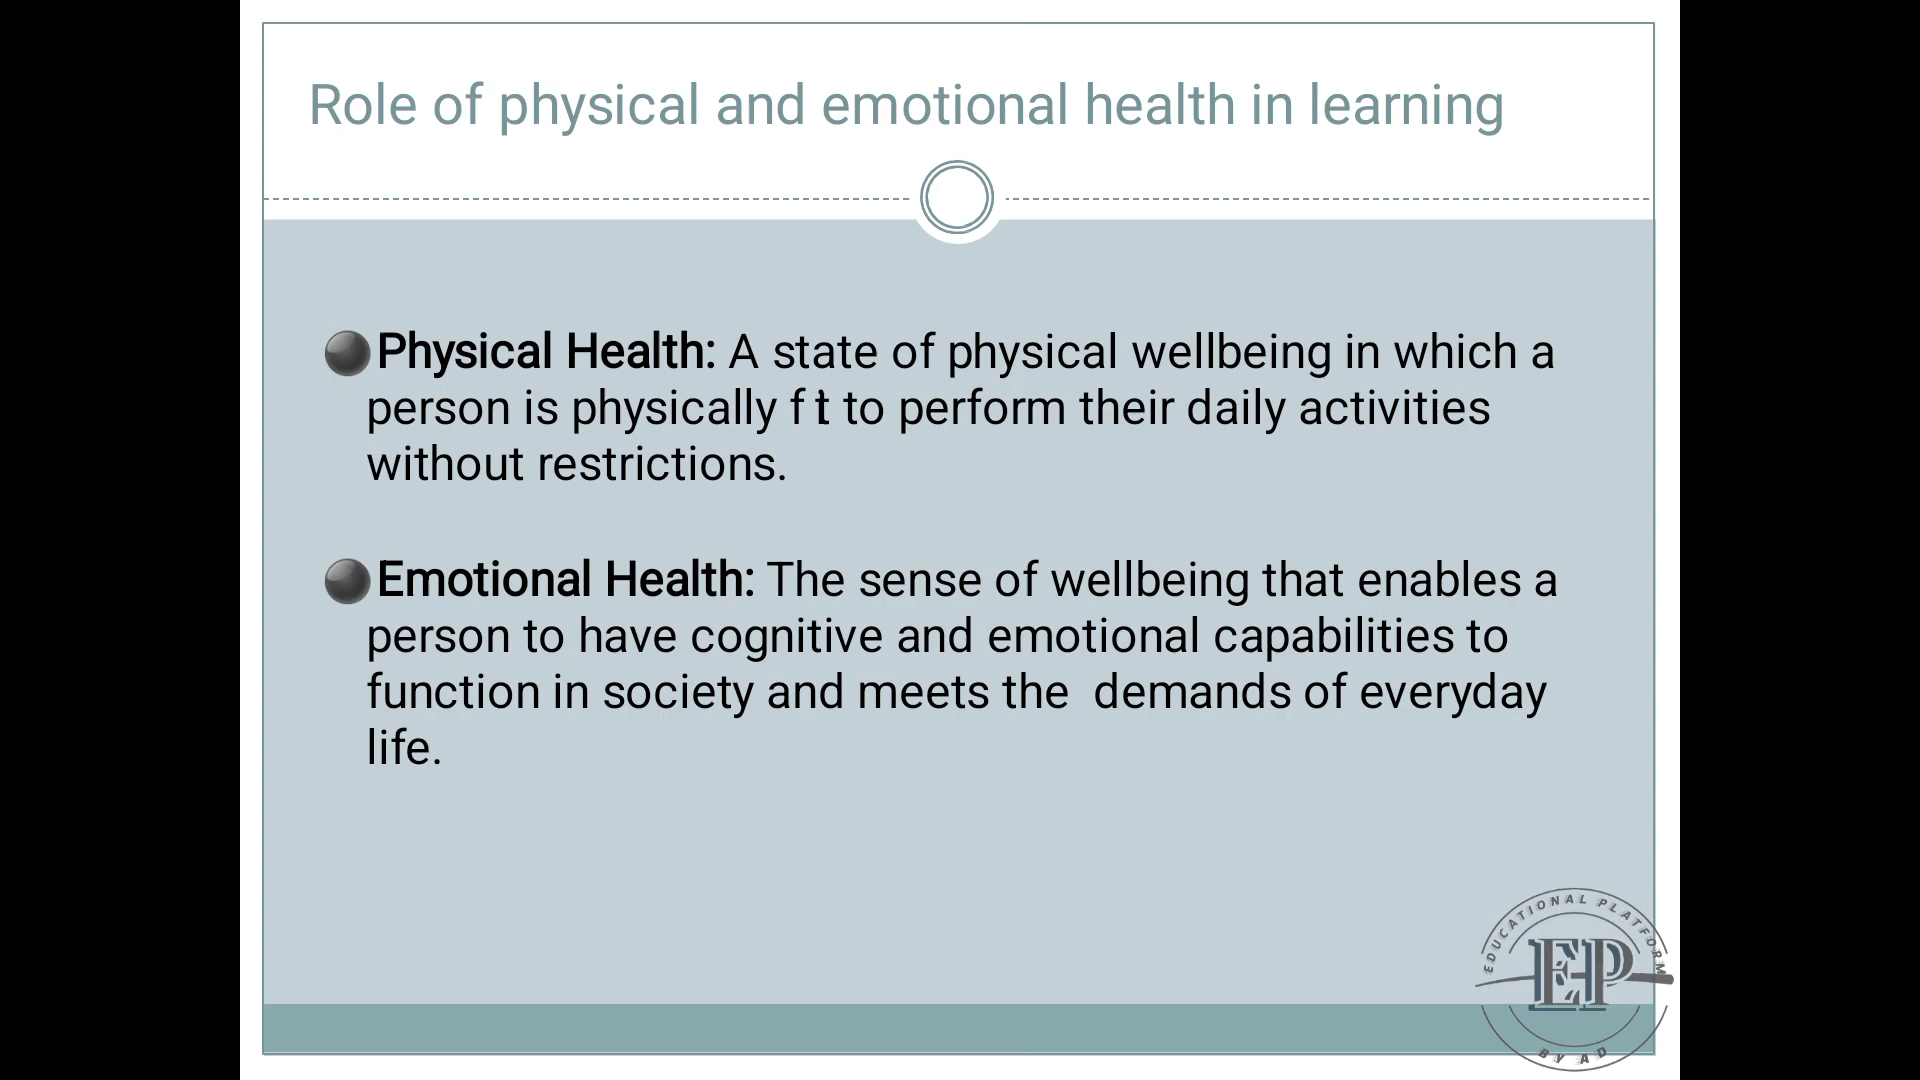 Role of physical and emotional health in learning
Physical Health: A state of physical wellbeing in which a
person is physically f t to perform their daily activities
without restrictions.
Emotional Health: The sense of wellbeing that enables a
person to have cognitive and emotional capabilities to
function in society and meets the  demands of everyday
life.
EDUCATIONAL PLATFORM
EP
BY AD